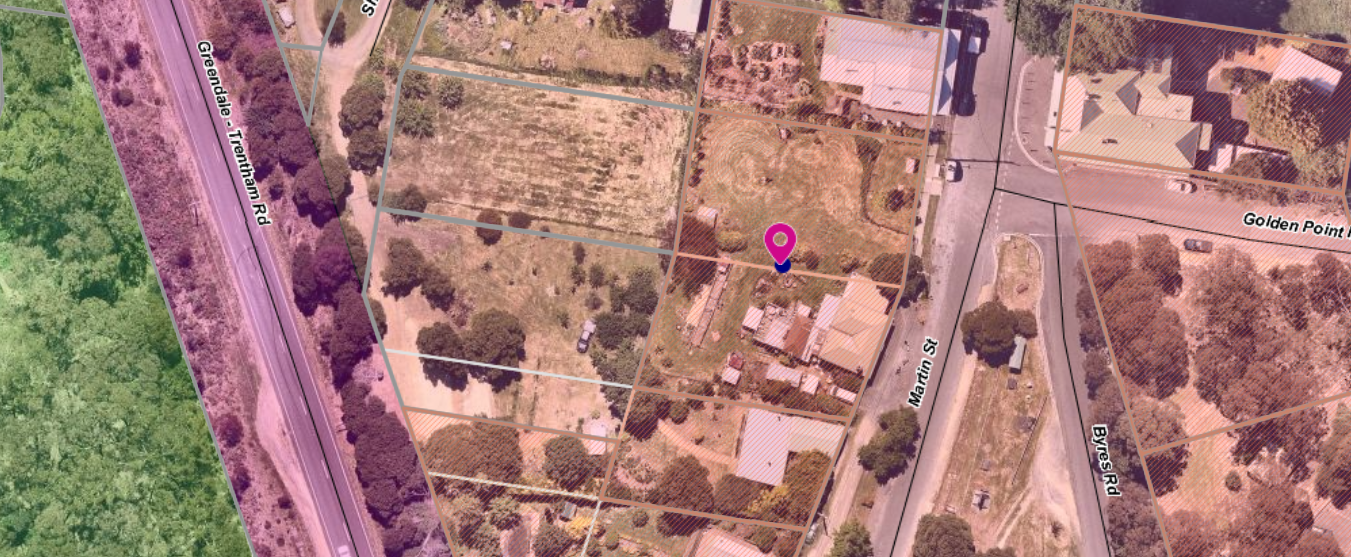 Greendale - Trentham Rd
Golden Point
Martin St
Byres Rd